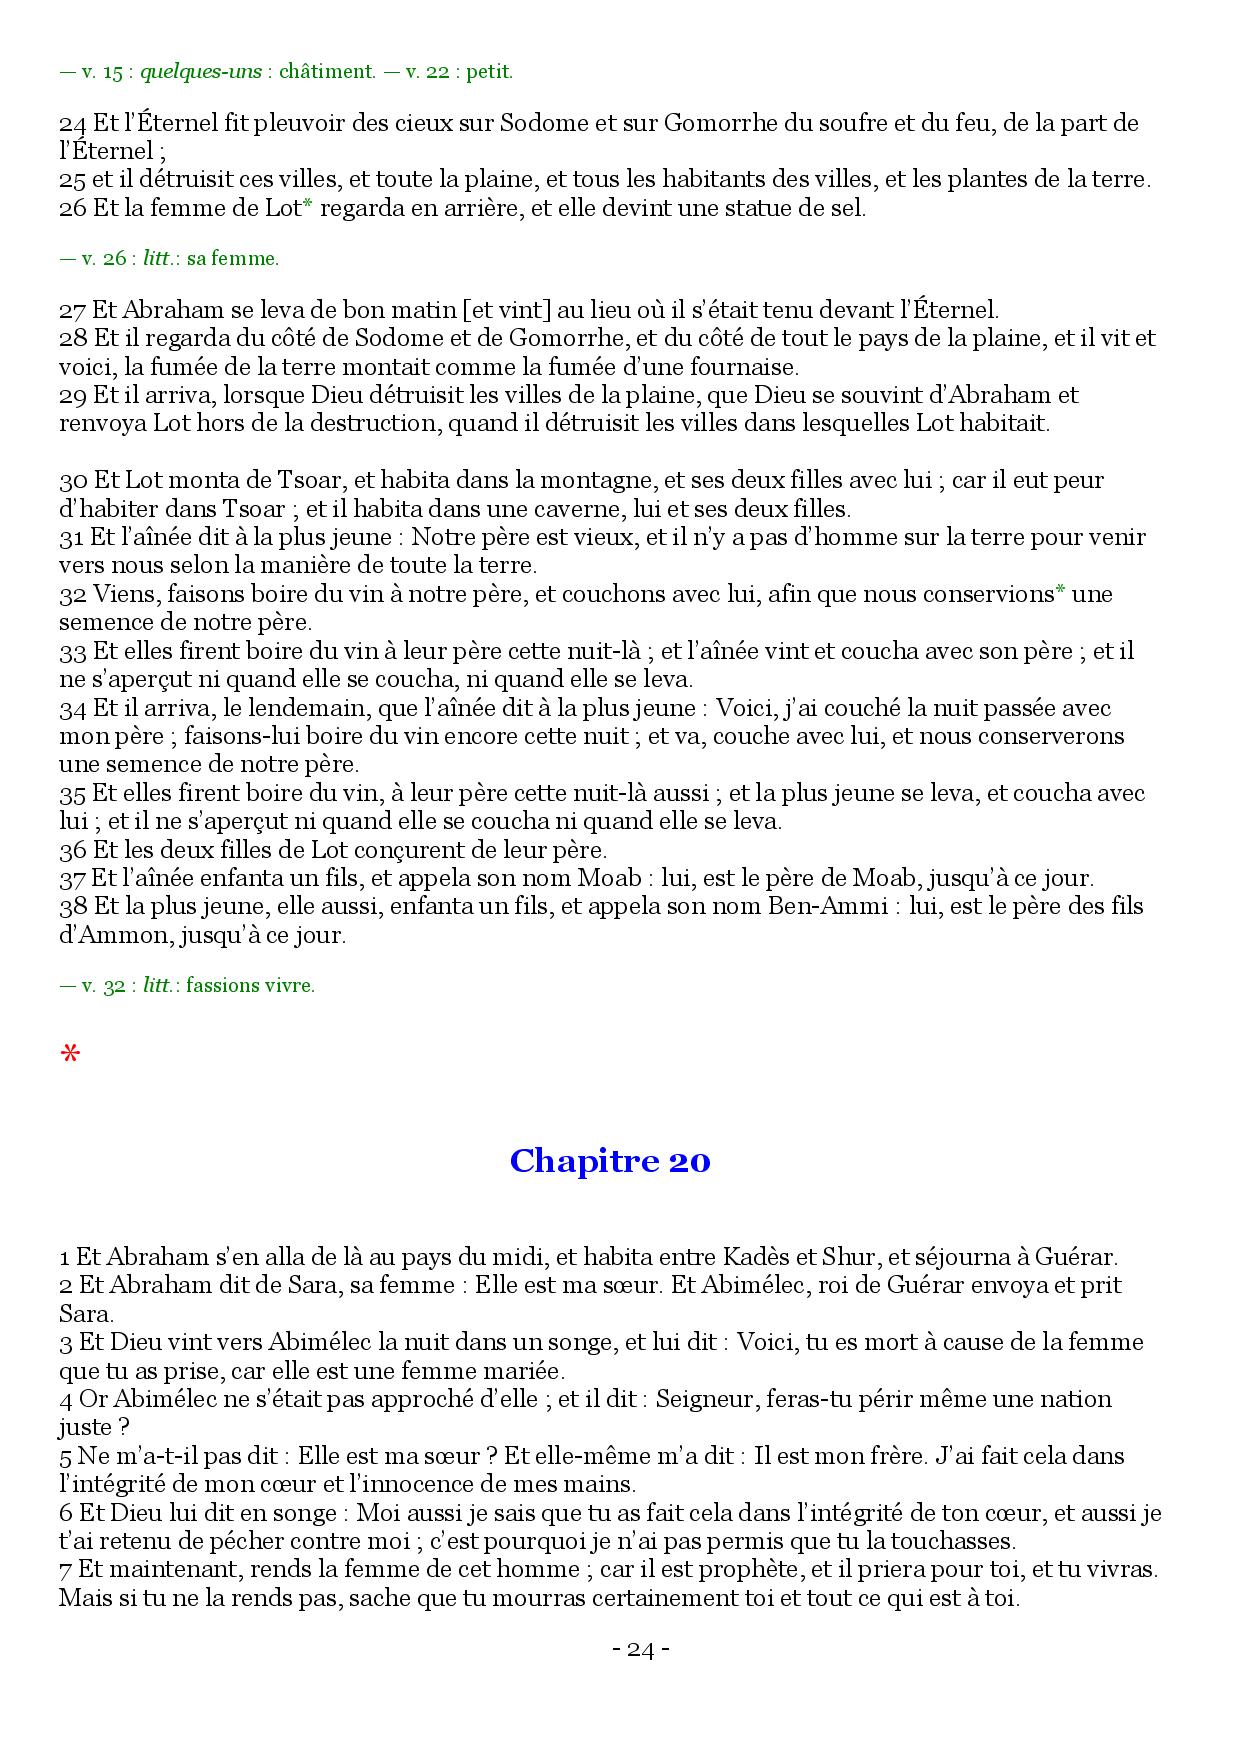 — v. 15 : quelques-uns : châtiment. — v. 22 : petit.
24 Et l’Éternel fit pleuvoir des cieux sur Sodome et sur Gomorrhe du soufre et du feu, de la part de
l’Éternel ;
25 et il détruisit ces villes, et toute la plaine, et tous les habitants des villes, et les plantes de la terre.
26 Et la femme de Lot* regarda en arrière, et elle devint une statue de sel.
— v. 26 : litt.: sa femme.
27 Et Abraham se leva de bon matin [et vint] au lieu où il s’était tenu devant l’Éternel.
28 Et il regarda du côté de Sodome et de Gomorrhe, et du côté de tout le pays de la plaine, et il vit et
voici, la fumée de la terre montait comme la fumée d’une fournaise.
29 Et il arriva, lorsque Dieu détruisit les villes de la plaine, que Dieu se souvint d’Abraham et
renvoya Lot hors de la destruction, quand il détruisit les villes dans lesquelles Lot habitait.
30 Et Lot monta de Tsoar, et habita dans la montagne, et ses deux filles avec lui ; car il eut peur
d’habiter dans Tsoar ; et il habita dans une caverne, lui et ses deux filles.
31 Et l’aînée dit à la plus jeune : Notre père est vieux, et il n’y a pas d’homme sur la terre pour venir
vers nous selon la manière de toute la terre.
32 Viens, faisons boire du vin à notre père, et couchons avec lui, afin que nous conservions* une
semence de notre père.
33 Et elles firent boire du vin à leur père cette nuit-là ; et l’aînée vint et coucha avec son père ; et il
ne s’aperçut ni quand elle se coucha, ni quand elle se leva.
34 Et il arriva, le lendemain, que l’aînée dit à la plus jeune : Voici, j’ai couché la nuit passée avec
mon père ; faisons-lui boire du vin encore cette nuit ; et va, couche avec lui, et nous conserverons
une semence de notre père.
35 Et elles firent boire du vin, à leur père cette nuit-là aussi ; et la plus jeune se leva, et coucha avec
lui ; et il ne s’aperçut ni quand elle se coucha ni quand elle se leva.
36 Et les deux filles de Lot conçurent de leur père.
37 Et l’aînée enfanta un fils, et appela son nom Moab : lui, est le père de Moab, jusqu’à ce jour.
38 Et la plus jeune, elle aussi, enfanta un fils, et appela son nom Ben-Ammi : lui, est le père des fils
d’Ammon, jusqu’à ce jour.
— v. 32 : litt.: fassions vivre.
*
Chapitre 20
1 Et Abraham s’en alla de là au pays du midi, et habita entre Kadès et Shur, et séjourna à Guérar.
2 Et Abraham dit de Sara, sa femme : Elle est ma sœur. Et Abimélec, roi de Guérar envoya et prit
Sara.
3 Et Dieu vint vers Abimélec la nuit dans un songe, et lui dit : Voici, tu es mort à cause de la femme
que tu as prise, car elle est une femme mariée.
4 Or Abimélec ne s’était pas approché d’elle ; et il dit : Seigneur, feras-tu périr même une nation
juste ?
5 Ne m’a-t-il pas dit : Elle est ma sœur ? Et elle-même m’a dit : Il est mon frère. J’ai fait cela dans
l’intégrité de mon cœur et l’innocence de mes mains.
6 Et Dieu lui dit en songe : Moi aussi je sais que tu as fait cela dans l’intégrité de ton cœur, et aussi je
t’ai retenu de pécher contre moi ; c’est pourquoi je n’ai pas permis que tu la touchasses.
7 Et maintenant, rends la femme de cet homme ; car il est prophète, et il priera pour toi, et tu vivras.
Mais si tu ne la rends pas, sache que tu mourras certainement toi et tout ce qui est à toi.
- 24 -